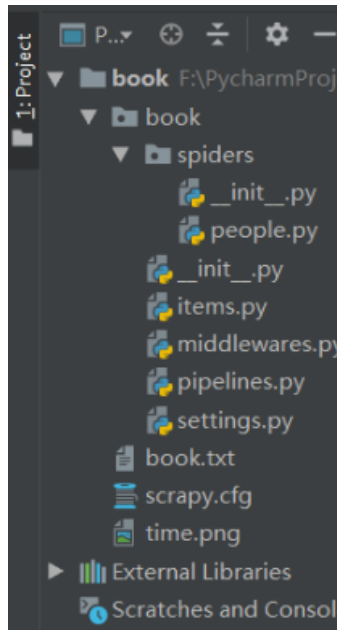 1: Project
P...
book F:\PycharmProj
book
spiders
__init__.py
people.py
__init__.py
items.py
middlewares.py
pipelines.py
settings.py
book.txt
scrapy.cfg
time.png
External Libraries
Scratches and Consol